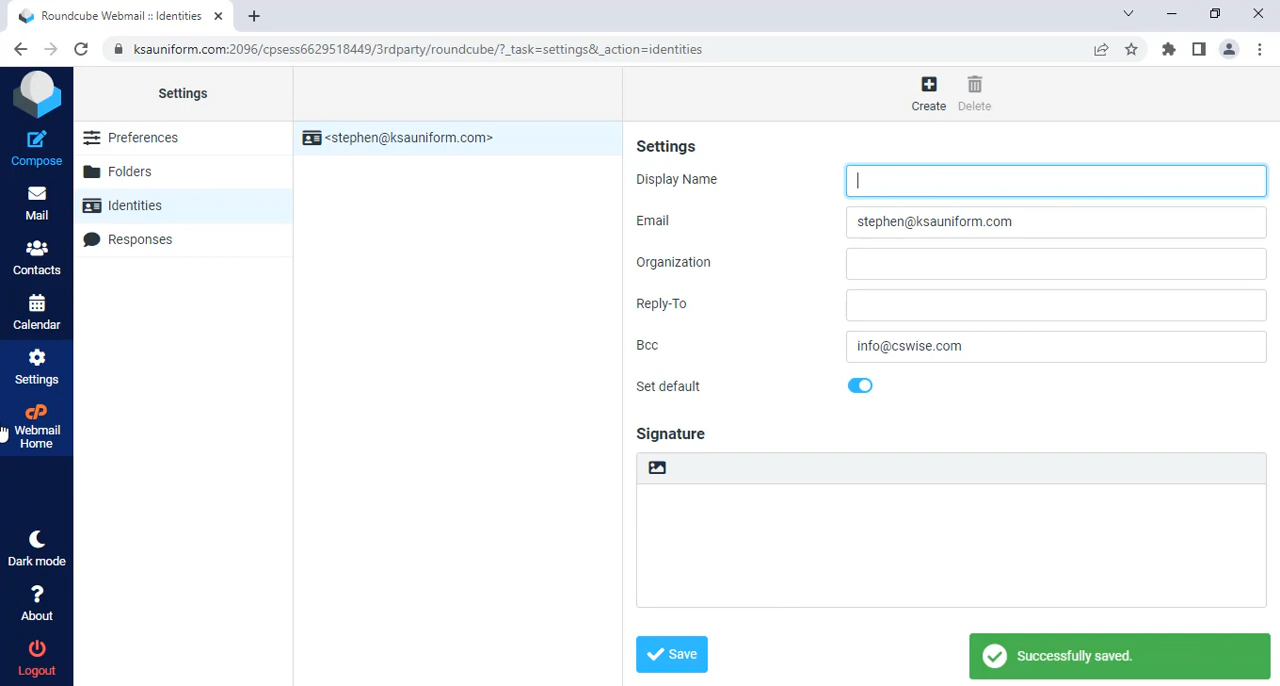 Roundcube Webmail :: Identities
ksauniform.com:2096/cpsess6629518449/3rdparty/roundcube/?_task=settings&_action=identities
Compose
Mail
Contacts
Calendar
Settings
cP
Webmail
Home
Dark mode
About
Logout
Settings
Preferences
Folders
Identities
Responses
<stephen@ksauniform.com>
Create
Delete
Settings
Display Name
Email
stephen@ksauniform.com
Organization
Reply-To
Bcc
info@cswise.com
Set default
Signature
Save
Successfully saved.